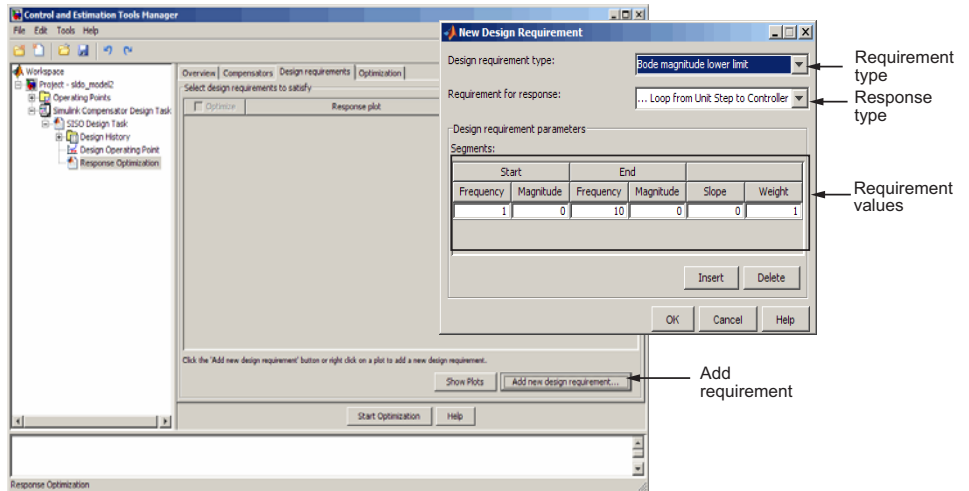 Control and Estimation Tools Manager
File Edit Tools Help
Workspace
Project - sldo_model2
Operating Points
Simulink Compensator Design Task
SISO Design Task
Design History
Design Operating Point
Response Optimization
Overview Compensators Design requirements Optimization
Select design requirements to satisfy
Optimize Response plot
Click the 'Add new design requirement' button or right click on a plot to add a new design requirement.
Show Plots Add new design requirement...
Start Optimization Help
Response Optimization
New Design Requirement
Design requirement type: Bode magnitude lower limit
Requirement for response: ... Loop from Unit Step to Controller
Design requirement parameters
Segments:
Start End
Frequency Magnitude Frequency Magnitude Slope Weight
1 0 10 0 0 1
Insert Delete
OK Cancel Help
Requirement
type
Response
type
Requirement
values
Add
requirement